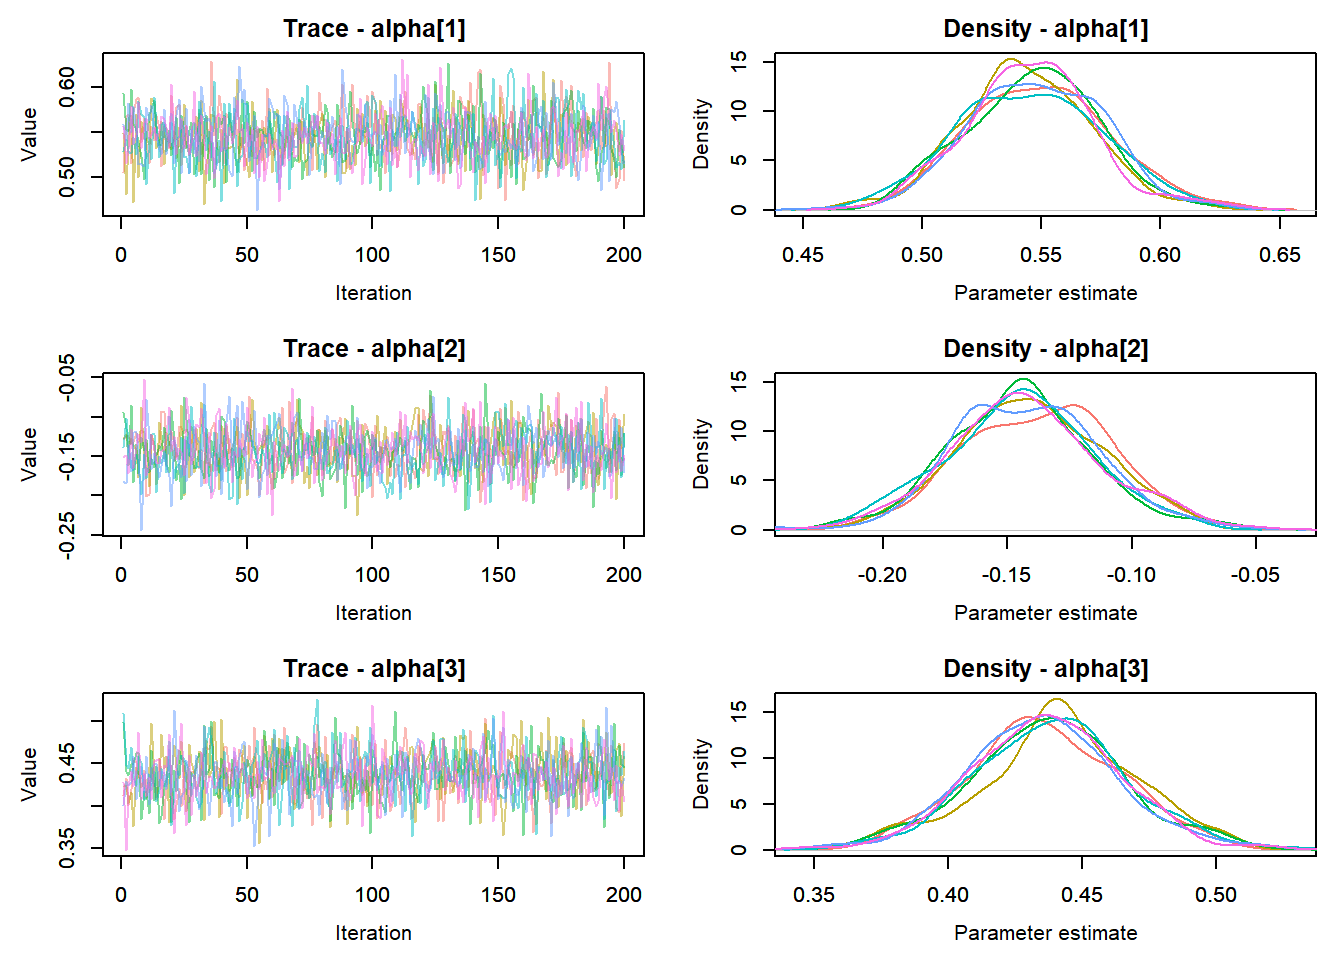 Trace - alpha[1]
Value
0.50 0.60
0 50 100 150 200
Iteration
Density - alpha[1]
Density
0 5 10 15
0.45 0.50 0.55 0.60 0.65
Parameter estimate
Trace - alpha[2]
Value
-0.25 -0.15 -0.05
0 50 100 150 200
Iteration
Density - alpha[2]
Density
0 5 10 15
-0.20 -0.15 -0.10 -0.05
Parameter estimate
Trace - alpha[3]
Value
0.35 0.45
0 50 100 150 200
Iteration
Density - alpha[3]
Density
0 5 10 15
0.35 0.40 0.45 0.50
Parameter estimate